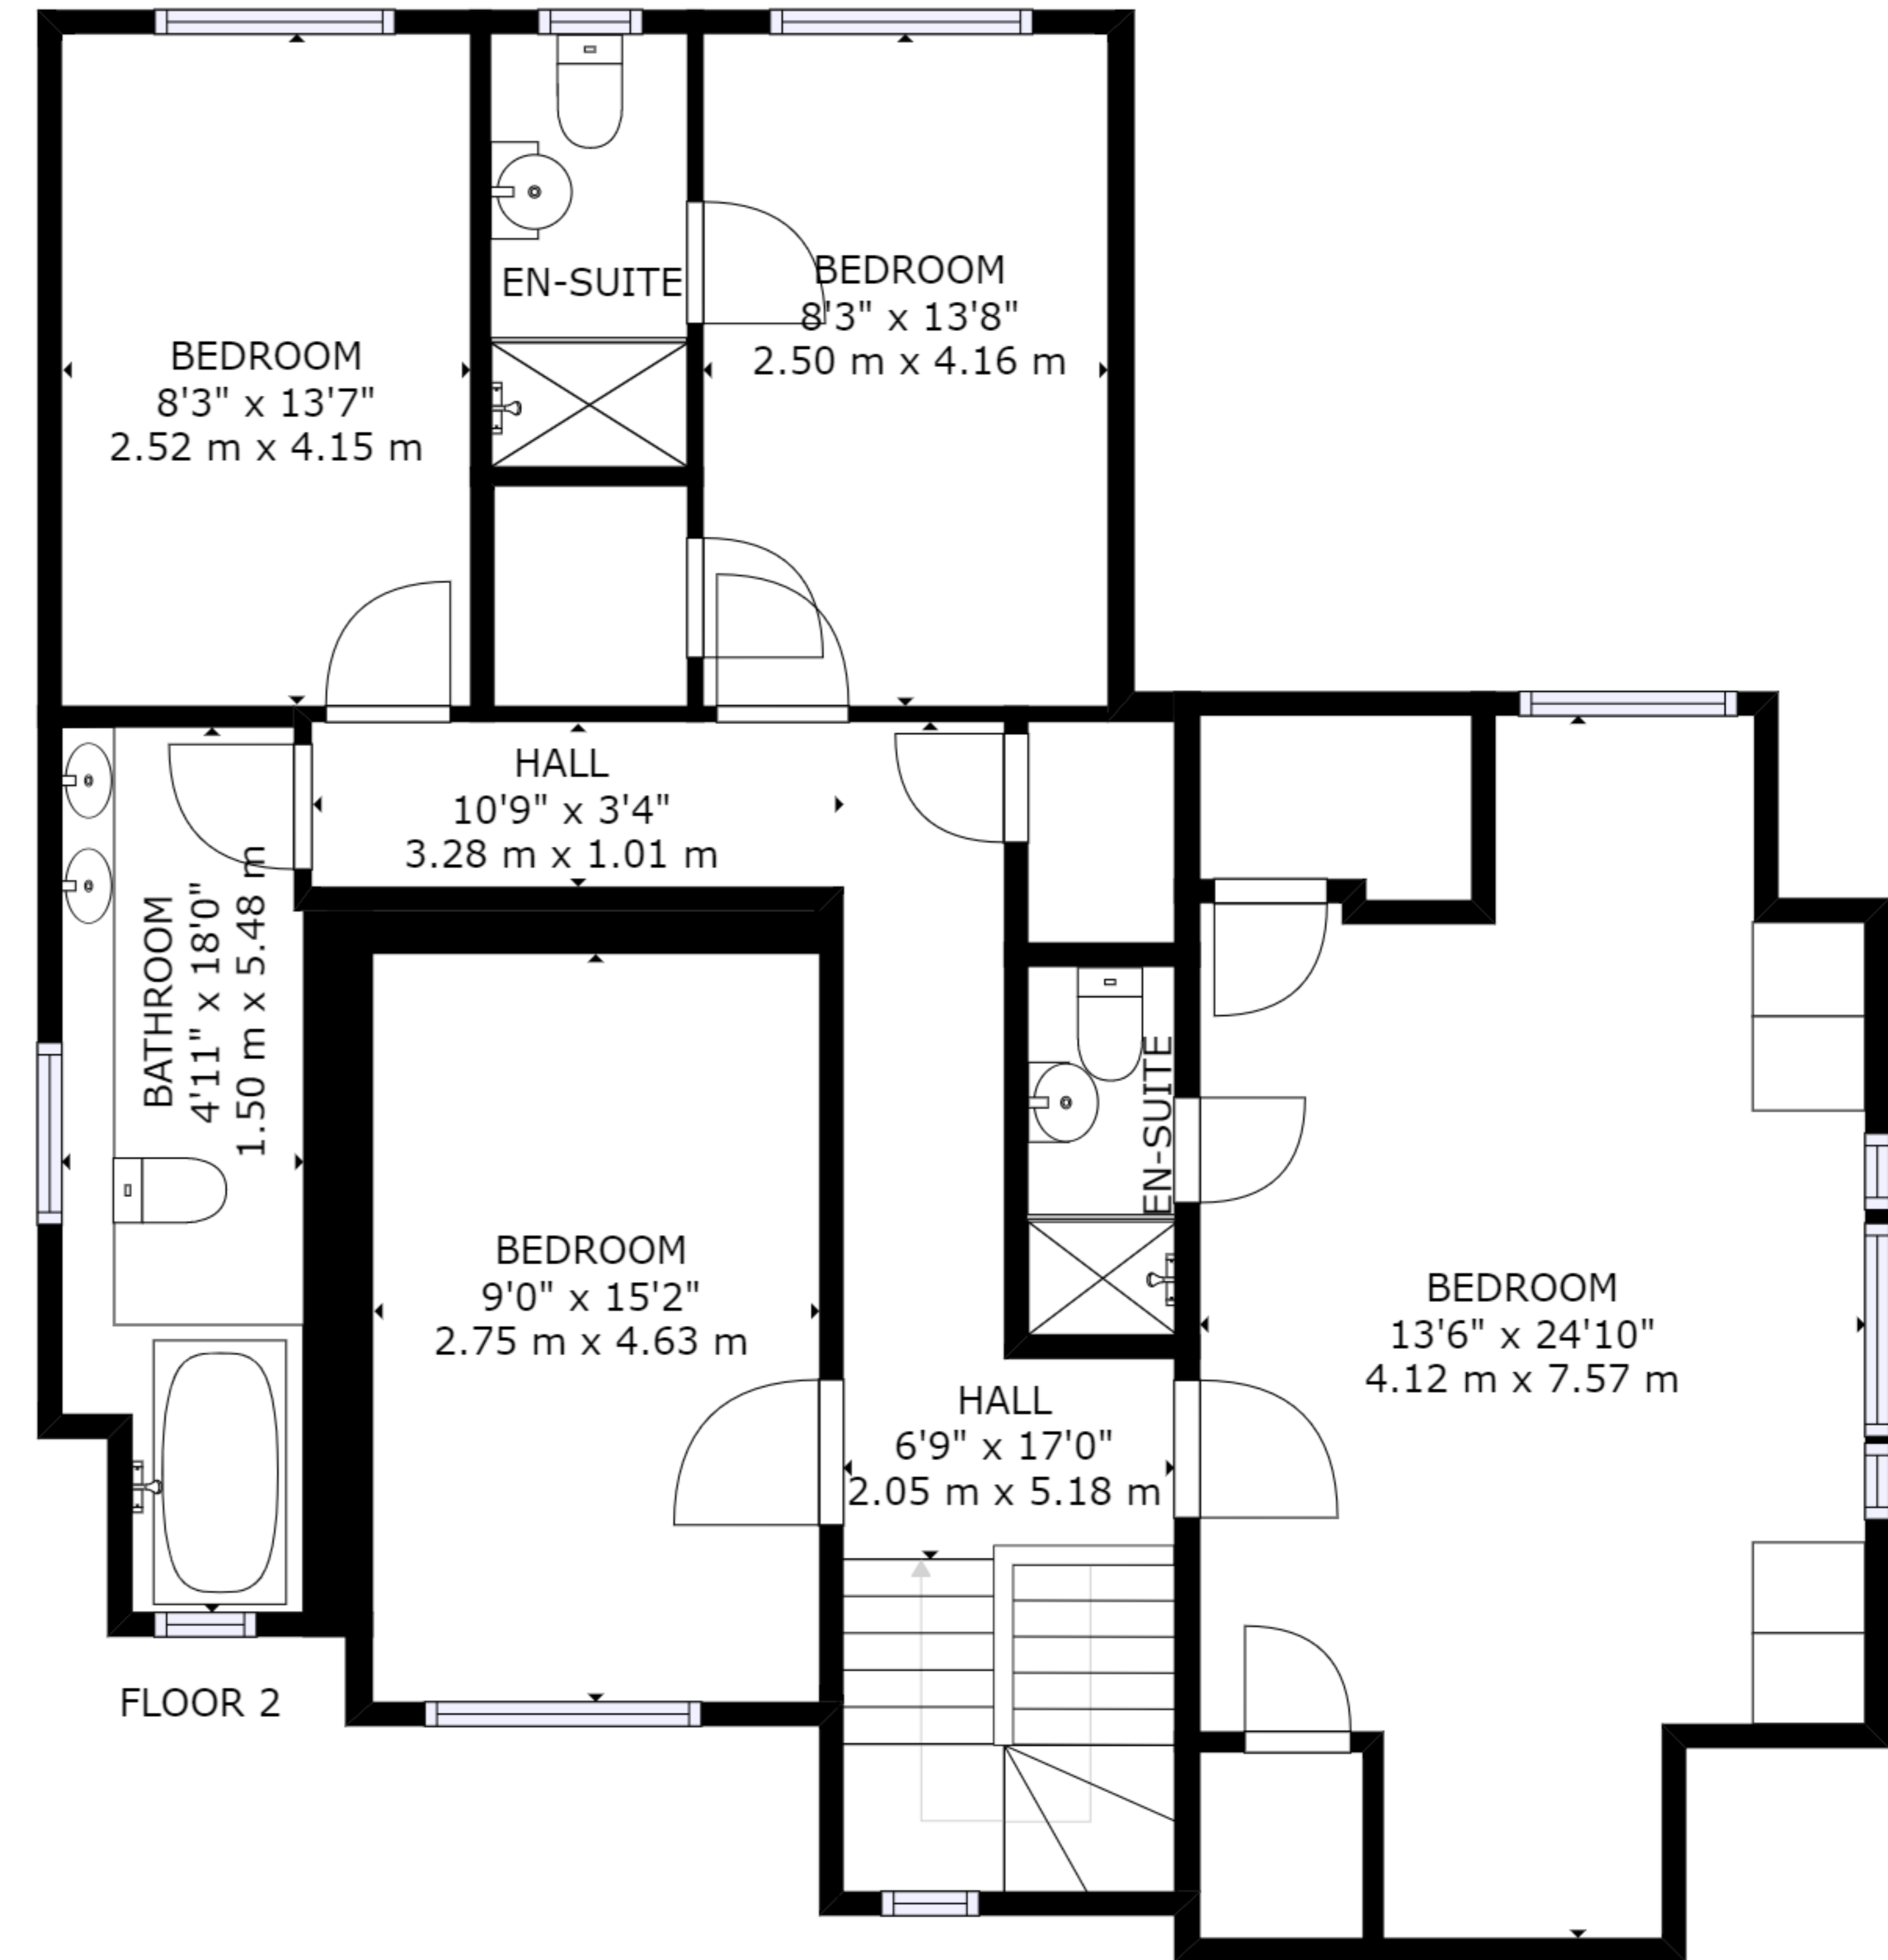 EN-SUITE
BEDROOM
8'3" x 13'8"
2.50 m x 4.16 m
BEDROOM
8'3" x 13'7"
2.52 m x 4.15 m
HALL
10'9" x 3'4"
3.28 m x 1.01 m
BATHROOM
4'11" x 18'0"
1.50 m x 5.48 m
EN-SUITE
BEDROOM
9'0" x 15'2"
2.75 m x 4.63 m
BEDROOM
13'6" x 24'10"
4.12 m x 7.57 m
HALL
6'9" x 17'0"
2.05 m x 5.18 m
FLOOR 2